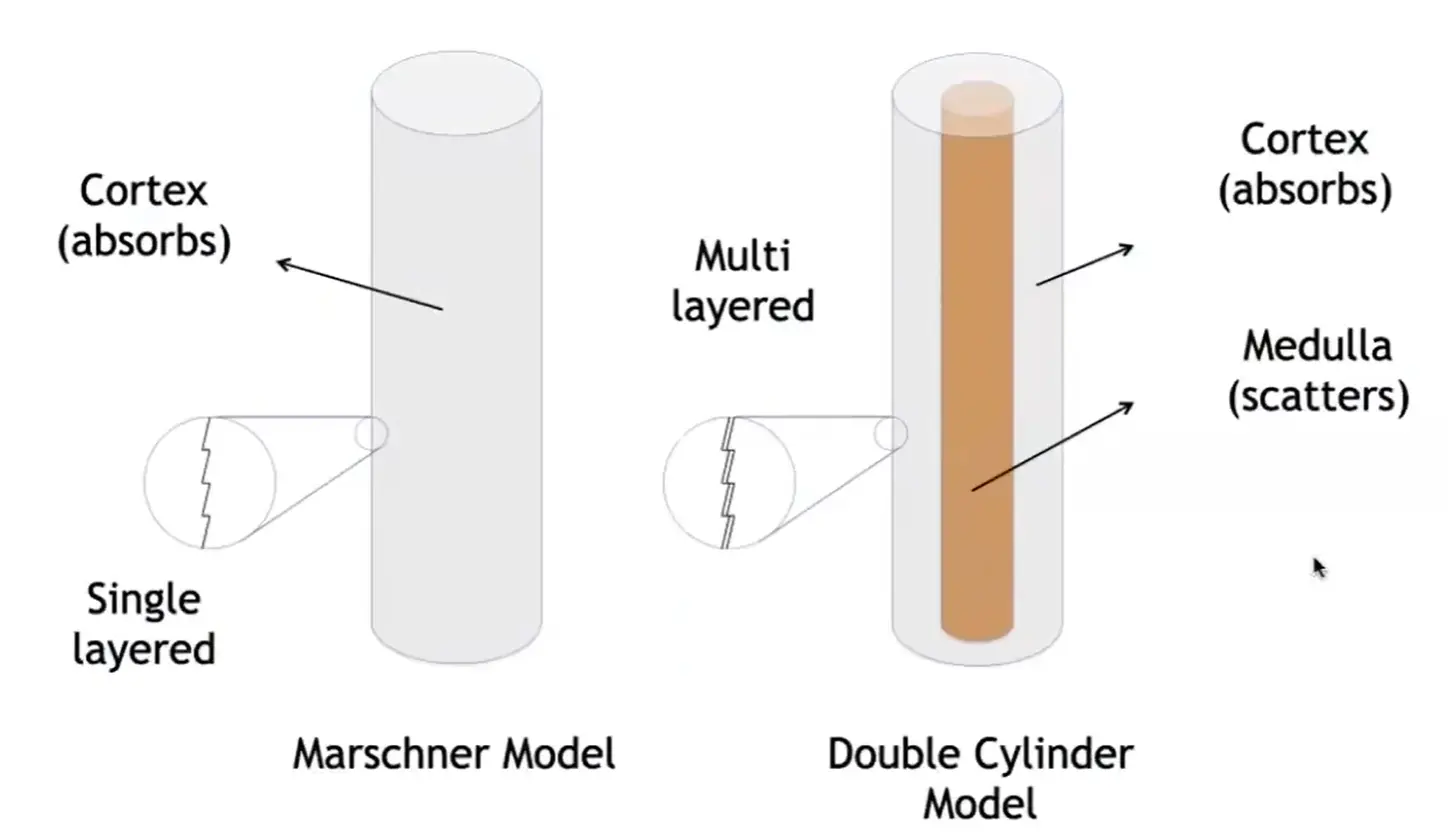 Cortex
(absorbs)
Single
layered
Marschner Model
Multi
layered
Cortex
(absorbs)
Medulla
(scatters)
Double Cylinder
Model